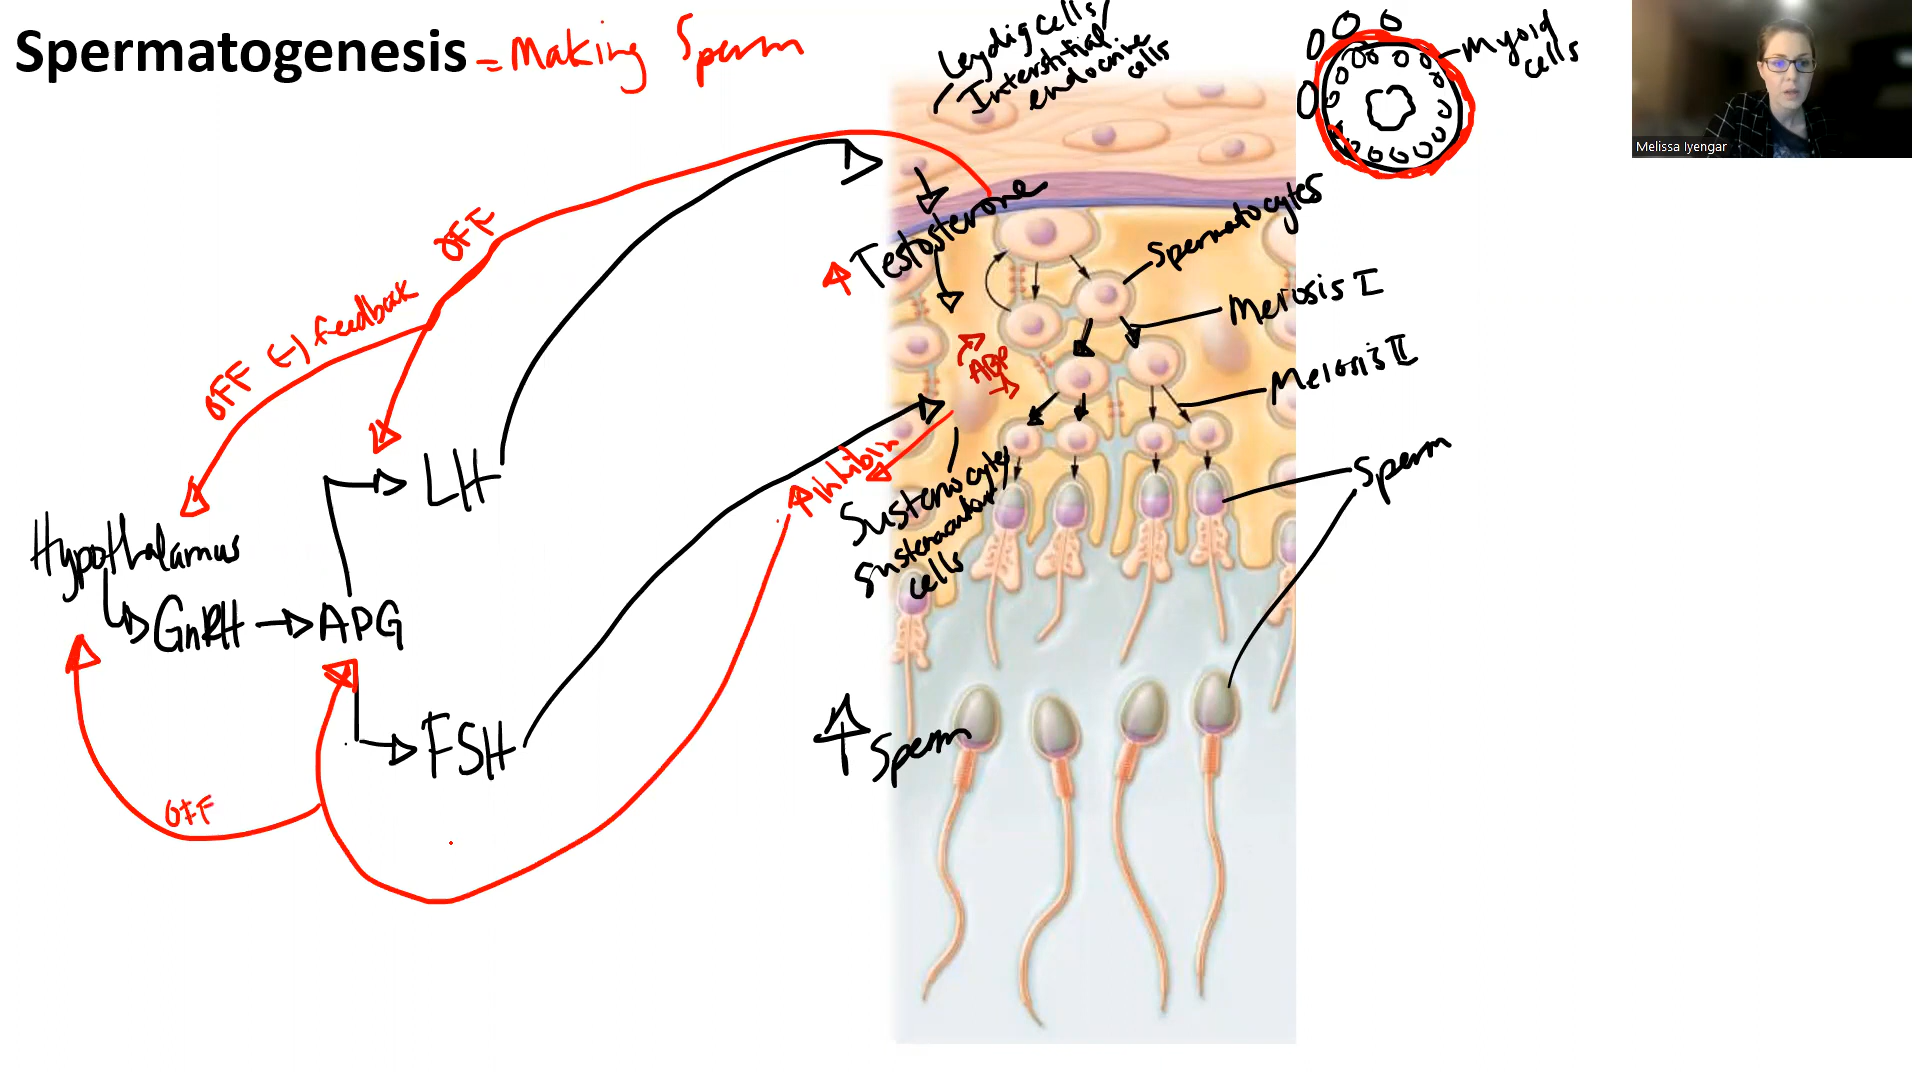 Spermatogenesis = Making Sperm
Leydig cells/
Interstitial
endocrine
cells
Myoid
cells
Melissa Iyengar
Testosterone
Spermatocytes
OFF
Meiosis I
OFF (-) feedback
ABP
Meiosis II
LH
Inhibin
Sperm
Sustenocytes
Sustentacular
cells
Hypothalamus
GnRH
APG
FSH
Sperm
OFF